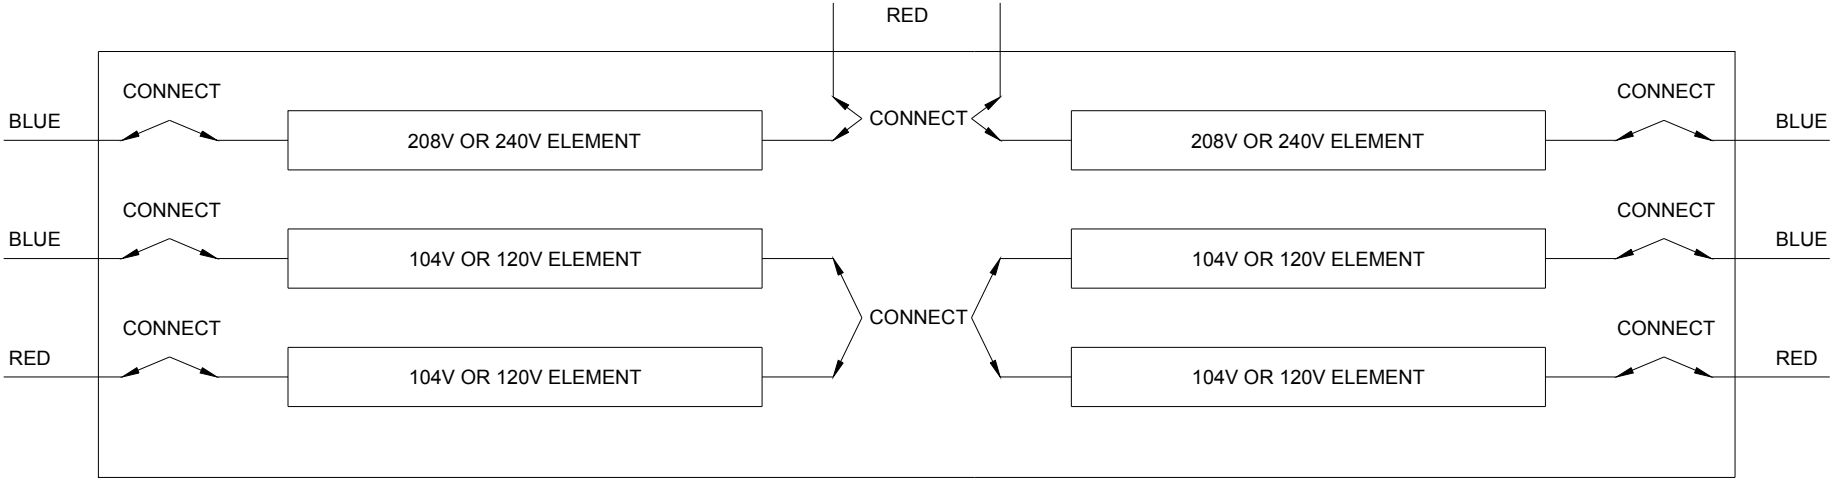 RED
CONNECT
CONNECT
BLUE
208V OR 240V ELEMENT
CONNECT
208V OR 240V ELEMENT
BLUE
CONNECT
CONNECT
BLUE
104V OR 120V ELEMENT
104V OR 120V ELEMENT
BLUE
CONNECT
CONNECT
CONNECT
RED
104V OR 120V ELEMENT
104V OR 120V ELEMENT
RED